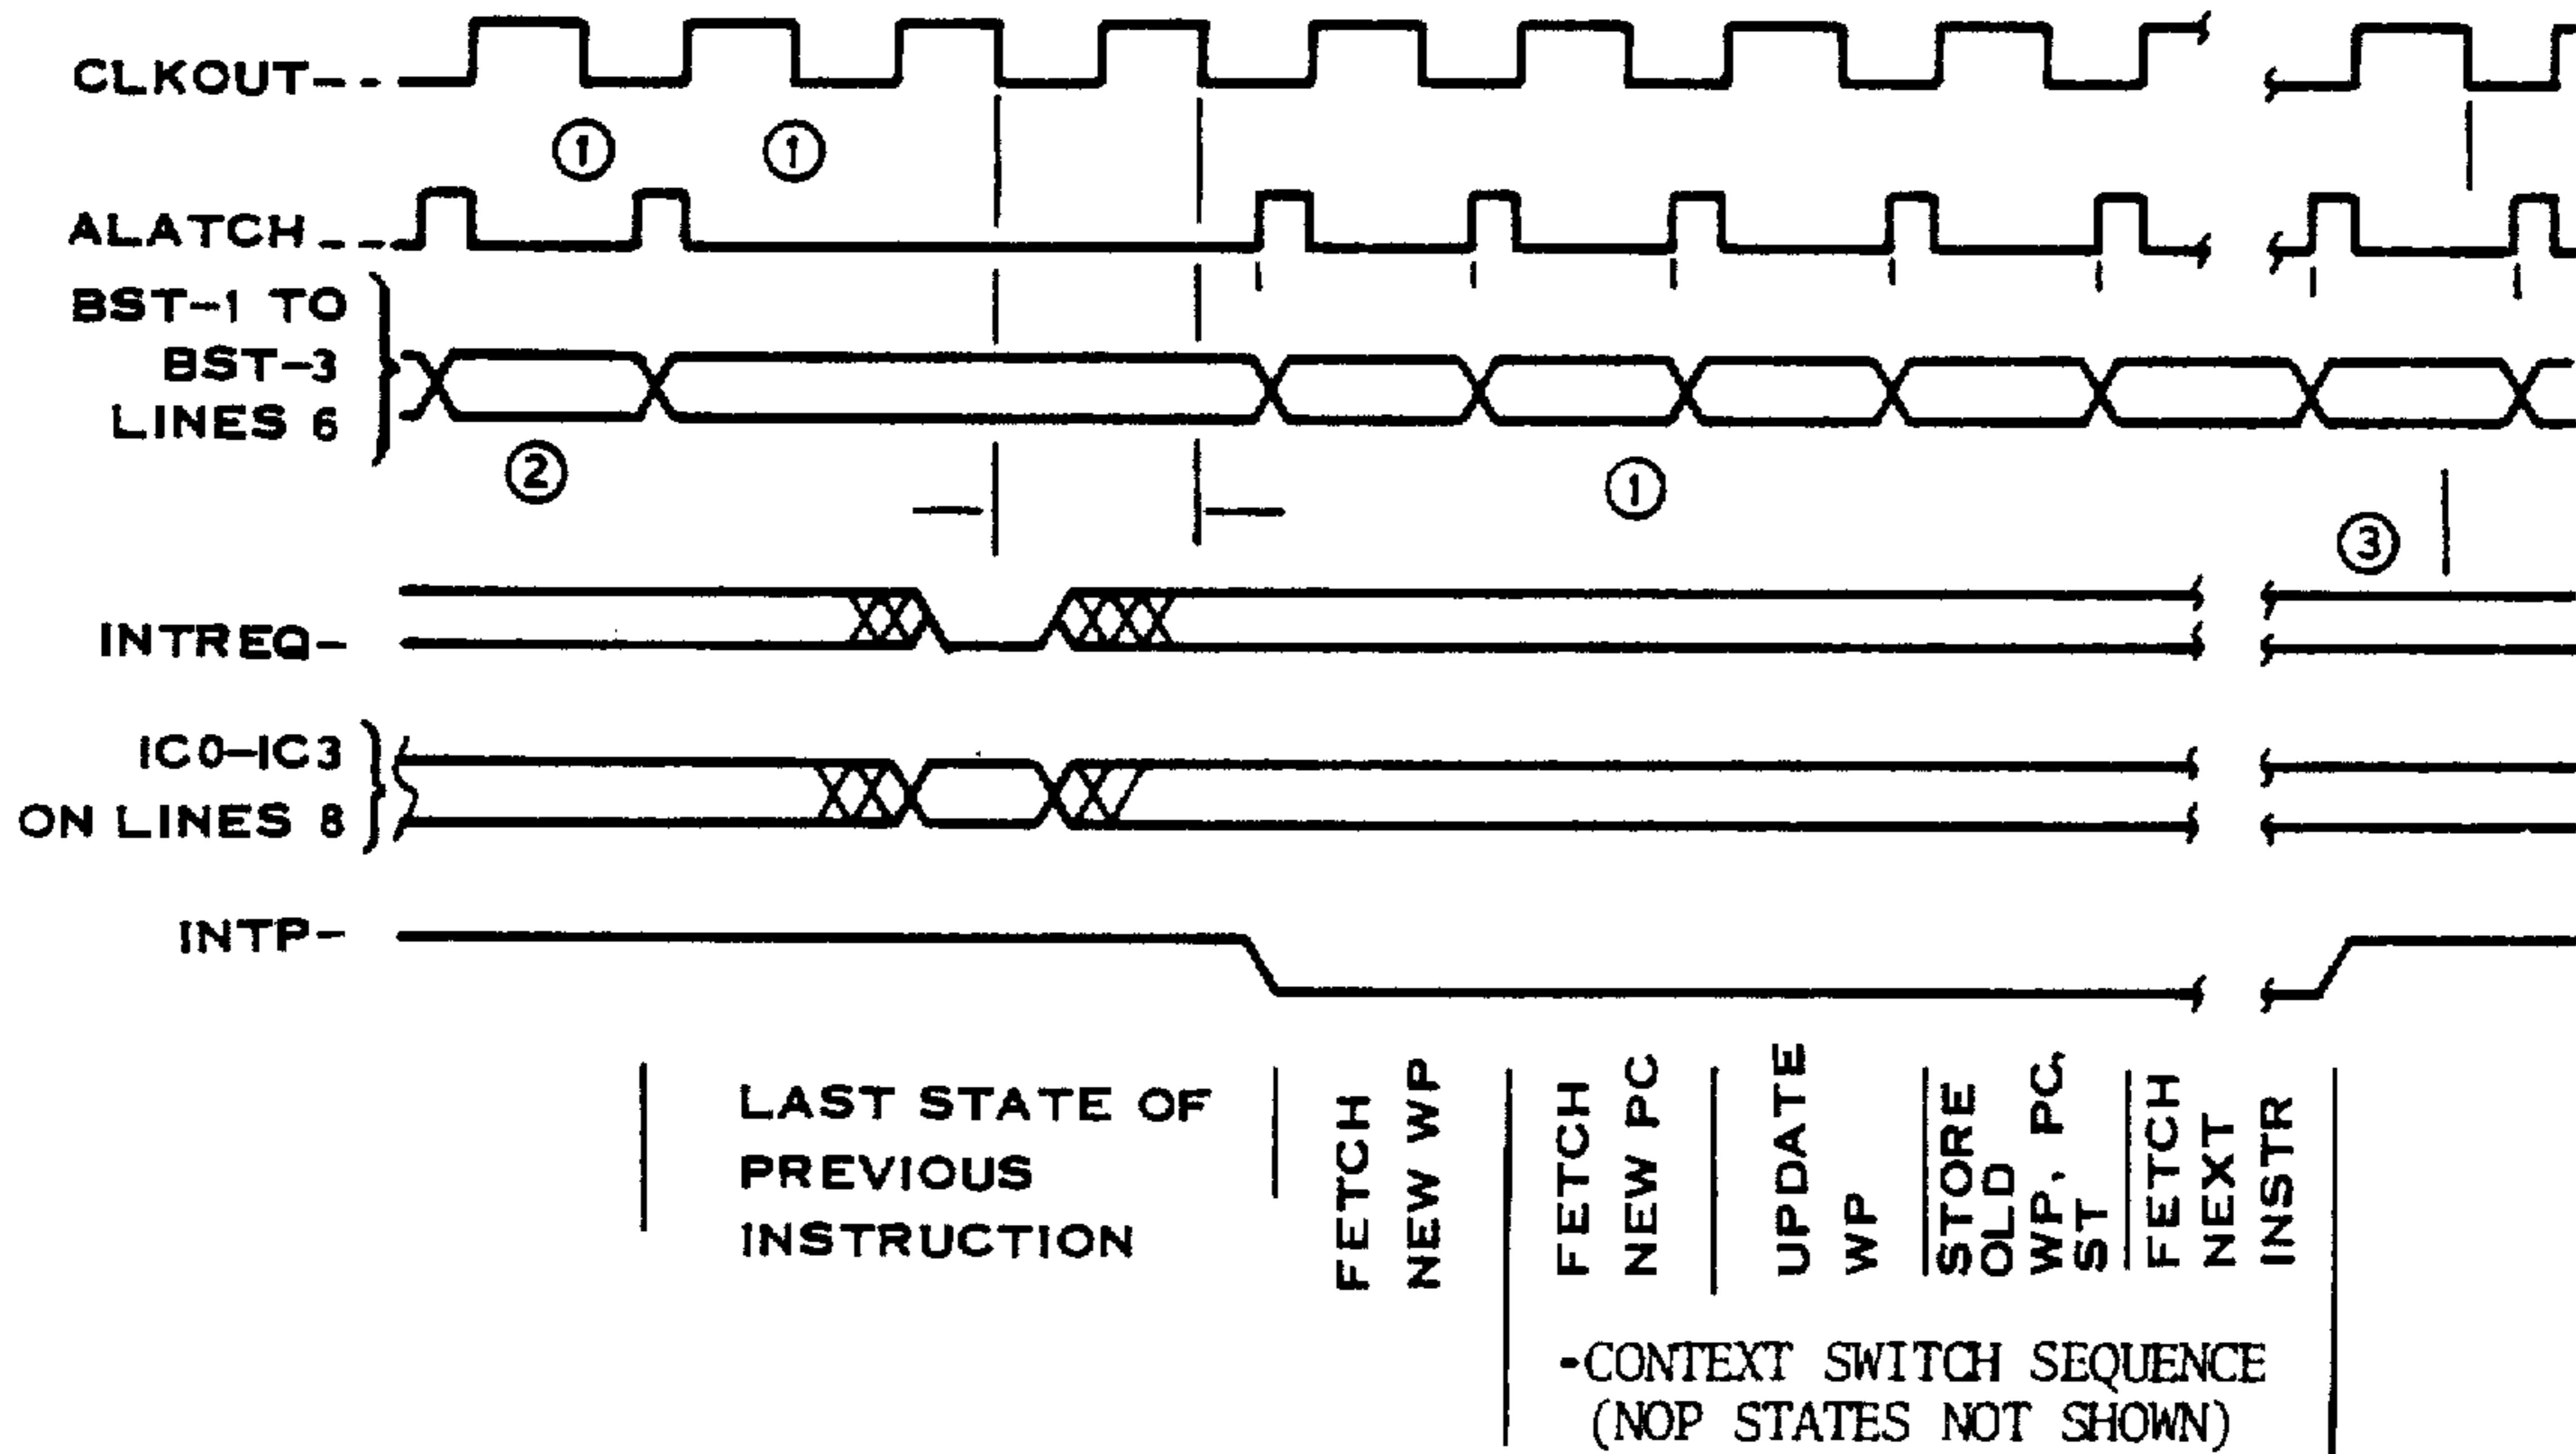 CLKOUT--
① ①
ALATCH--
BST-1 TO
BST-3
LINES 6
② ①
③
INTREQ-
IC0-IC3
ON LINES 8
INTP-
LAST STATE OF
PREVIOUS
INSTRUCTION
FETCH
NEW WP
FETCH
NEW PC
UPDATE
WP
STORE
OLD
WP, PC,
ST
FETCH
NEXT
INSTR
-CONTEXT SWITCH SEQUENCE
(NOP STATES NOT SHOWN)